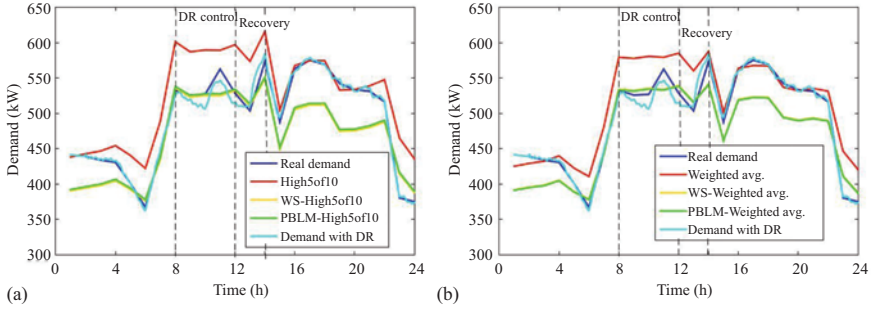 650
600
550
500
450
400
350
300
Demand (kW)
DR control
Recovery
Real demand
High5of10
WS-High5of10
PBLM-High5of10
Demand with DR
0 4 8 12 16 20 24
Time (h)
(a)
650
600
550
500
450
400
350
300
Demand (kW)
DR control
Recovery
Real demand
Weighted avg.
WS-Weighted avg.
PBLM-Weighted avg.
Demand with DR
0 4 8 12 16 20 24
Time (h)
(b)